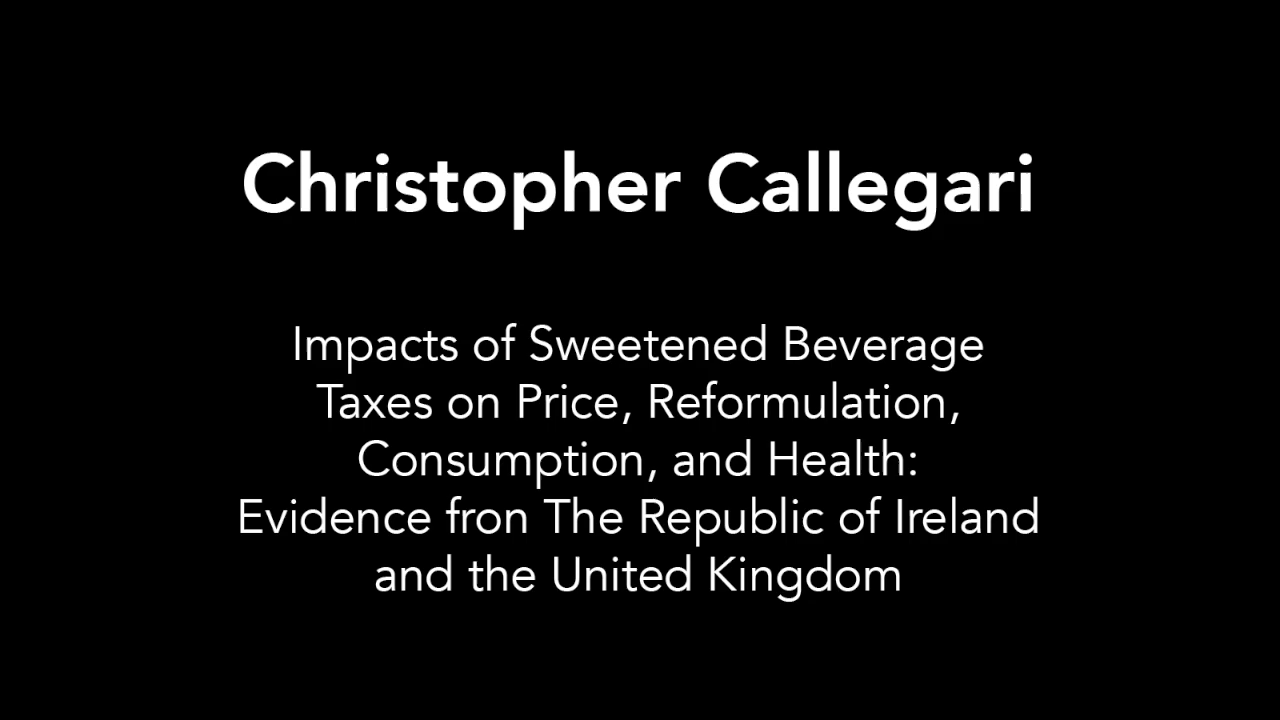 Christopher Callegari
Impacts of Sweetened Beverage
Taxes on Price, Reformulation,
Consumption, and Health:
Evidence fron The Republic of Ireland
and the United Kingdom